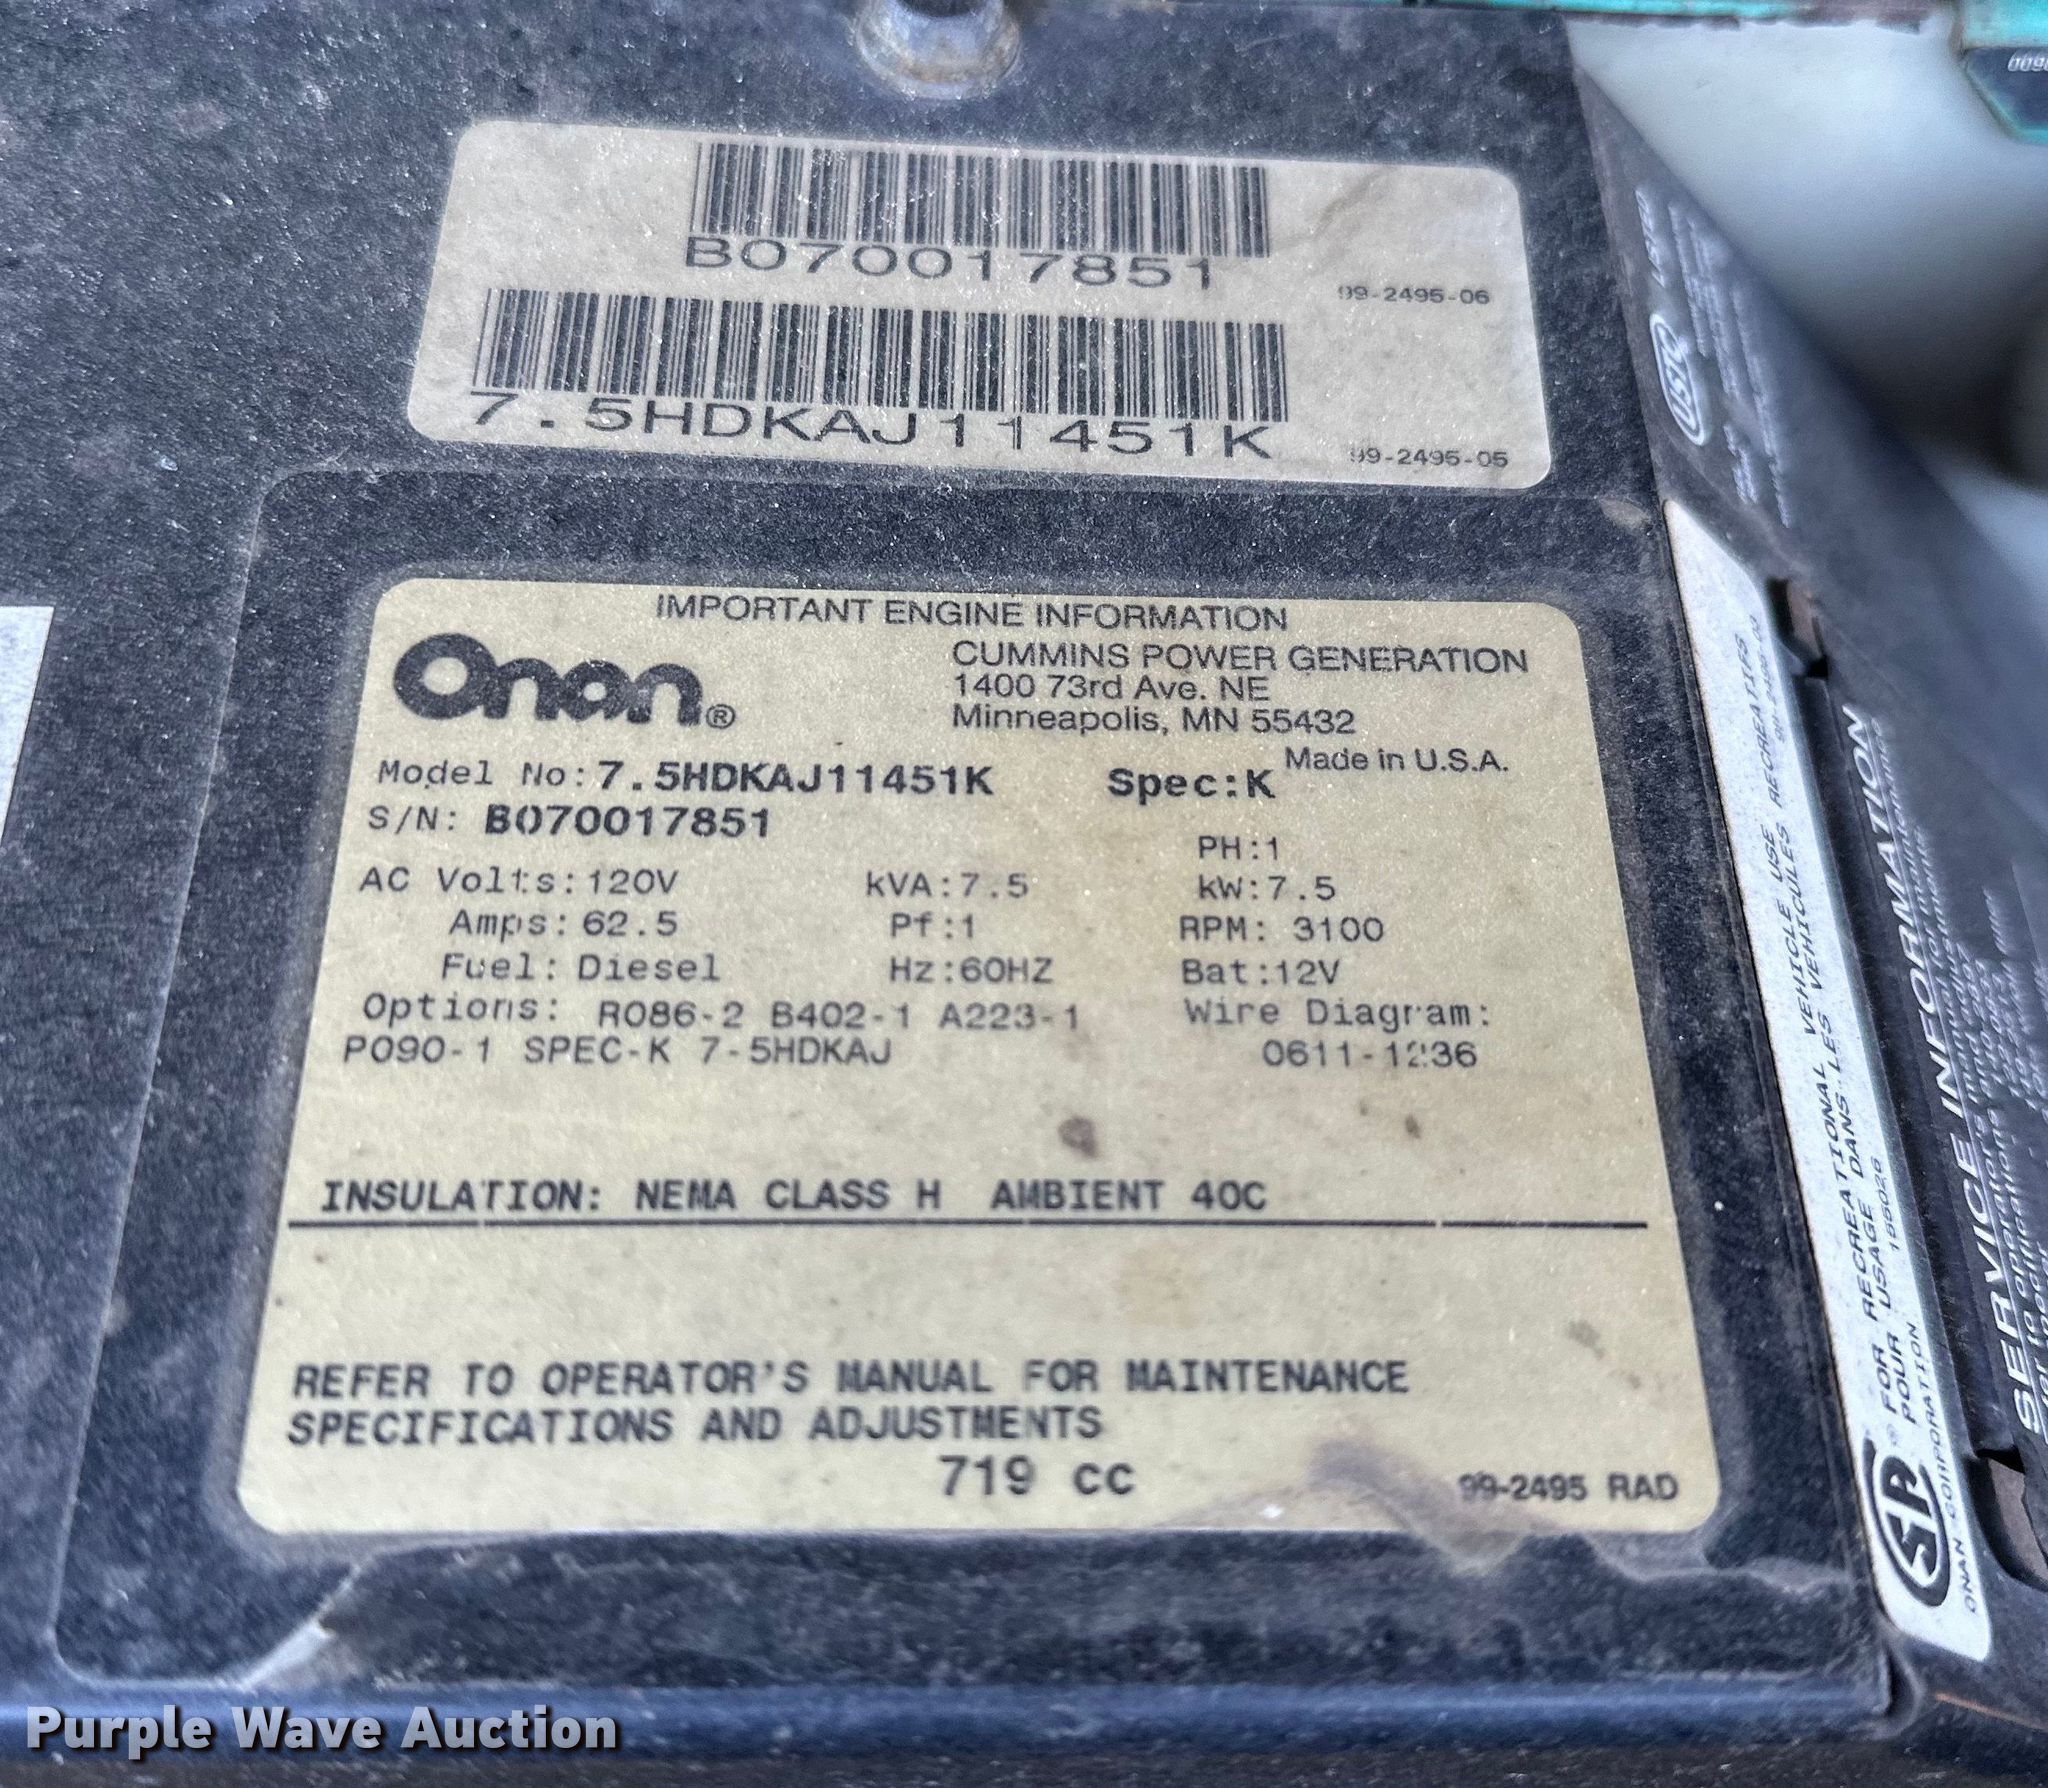 B070017851
99-2495-06
7.5HDKAJ11451K
99-2495-05
IMPORTANT ENGINE INFORMATION
Onan®
CUMMINS POWER GENERATION
1400 73rd Ave. NE
Minneapolis, MN 55432
Made in U.S.A.
Model No: 7.5HDKAJ11451K Spec:K
S/N: B070017851
PH:1
AC Volts:120V kVA:7.5 kW:7.5
Amps:62.5 Pf:1 RPM: 3100
Fuel: Diesel Hz:60HZ Bat:12V
Options: R086-2 B402-1 A223-1 Wire Diagram:
P090-1 SPEC-K 7-5HDKAJ 0611-1236
INSULATION: NEMA CLASS H AMBIENT 40C
REFER TO OPERATOR'S MANUAL FOR MAINTENANCE
SPECIFICATIONS AND ADJUSTMENTS
719 cc
99-2495 RAD
LISTED
FOR RECREATIONAL VEHICLE USE
POUR USAGE DANS LES VEHICULES RECREATIFS
ONAN CORPORATION 185026
SERVICE INFORMATION
Purple Wave Auction